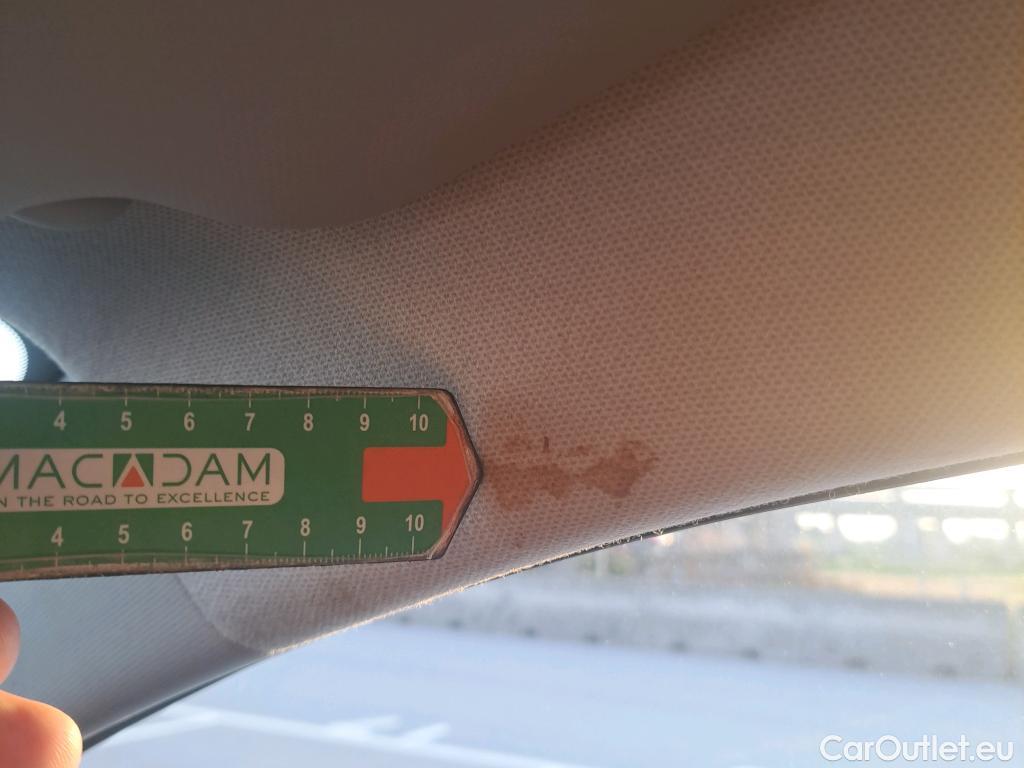 4 5 6 7 8 9 10
MACADAM
N THE ROAD TO EXCELLENCE
4 5 6 7 8 9 10
CarOutlet.eu